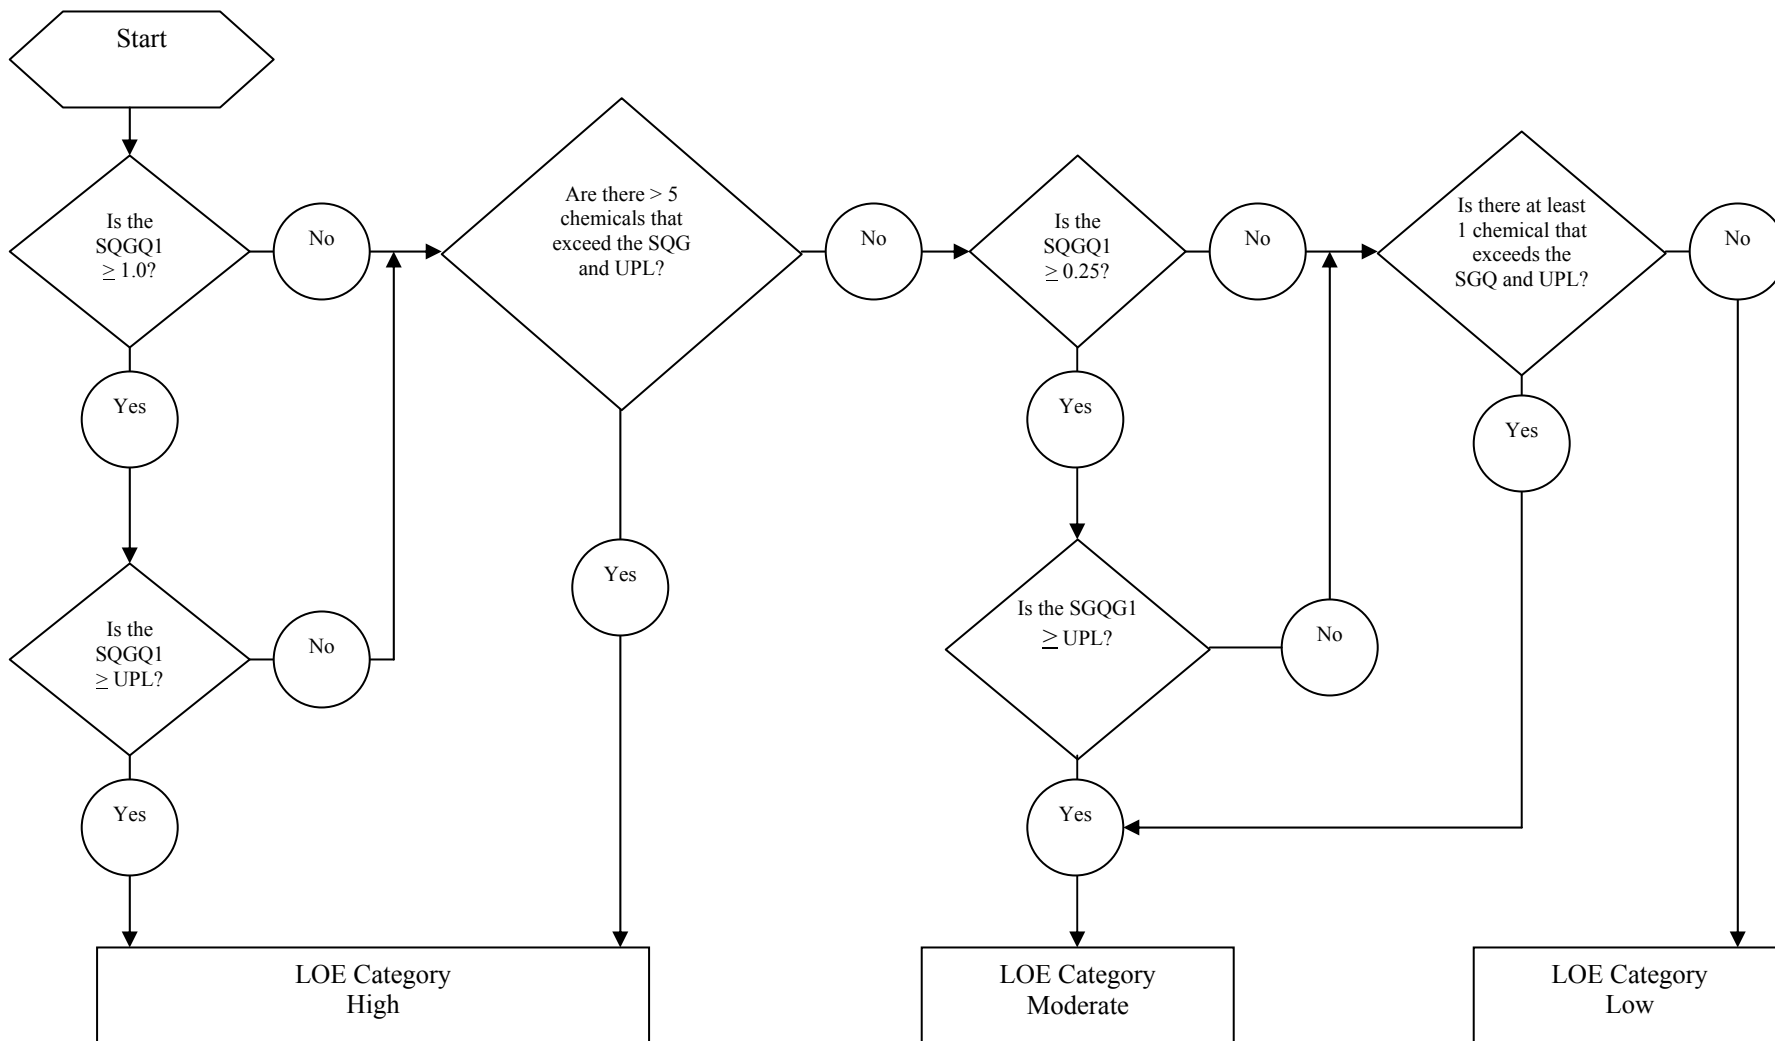 Start
Is the
SQGQ1
≥ 1.0?
No
Yes
Is the
SQGQ1
≥ UPL?
No
Yes
Are there > 5
chemicals that
exceed the SQG
and UPL?
No
Yes
Is the
SQGQ1
≥ 0.25?
No
Yes
Is the SGQG1
≥ UPL?
No
Yes
Is there at least
1 chemical that
exceeds the
SGQ and UPL?
No
Yes
LOE Category
High
LOE Category
Moderate
LOE Category
Low